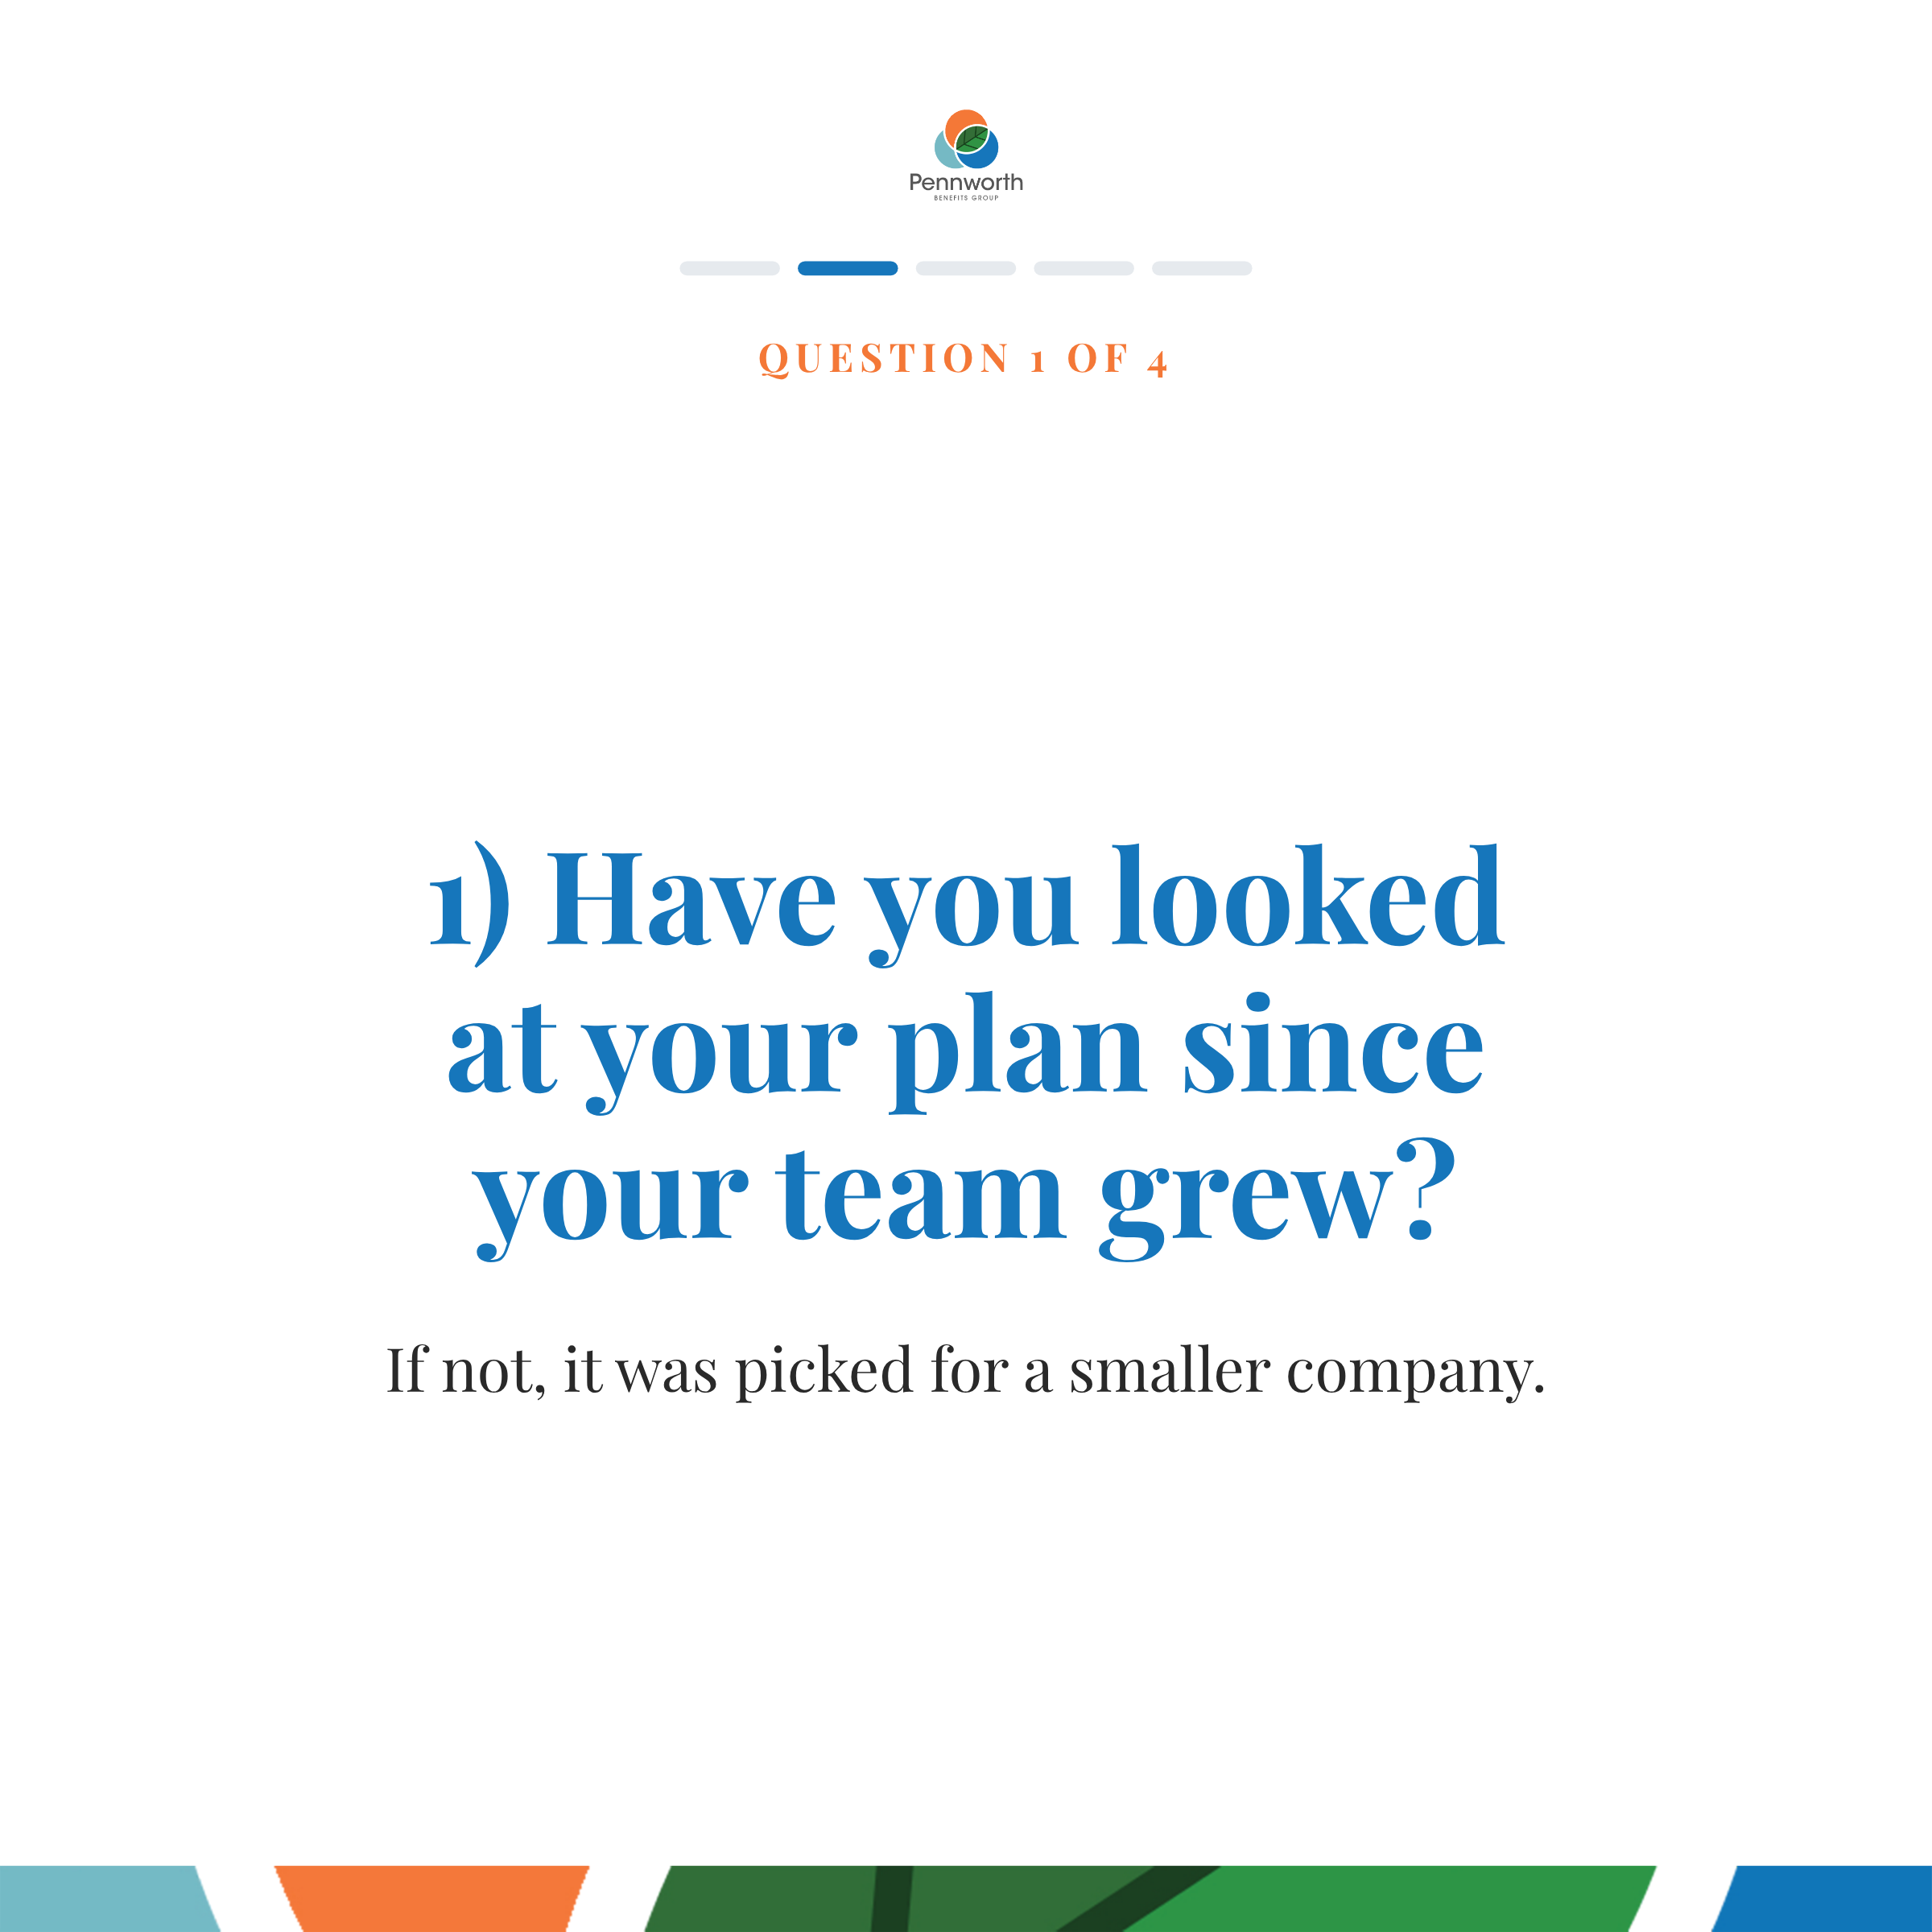 Pennworth
BENEFITS GROUP
QUESTION 1 OF 4
1) Have you looked
at your plan since
your team grew?
If not, it was picked for a smaller company.